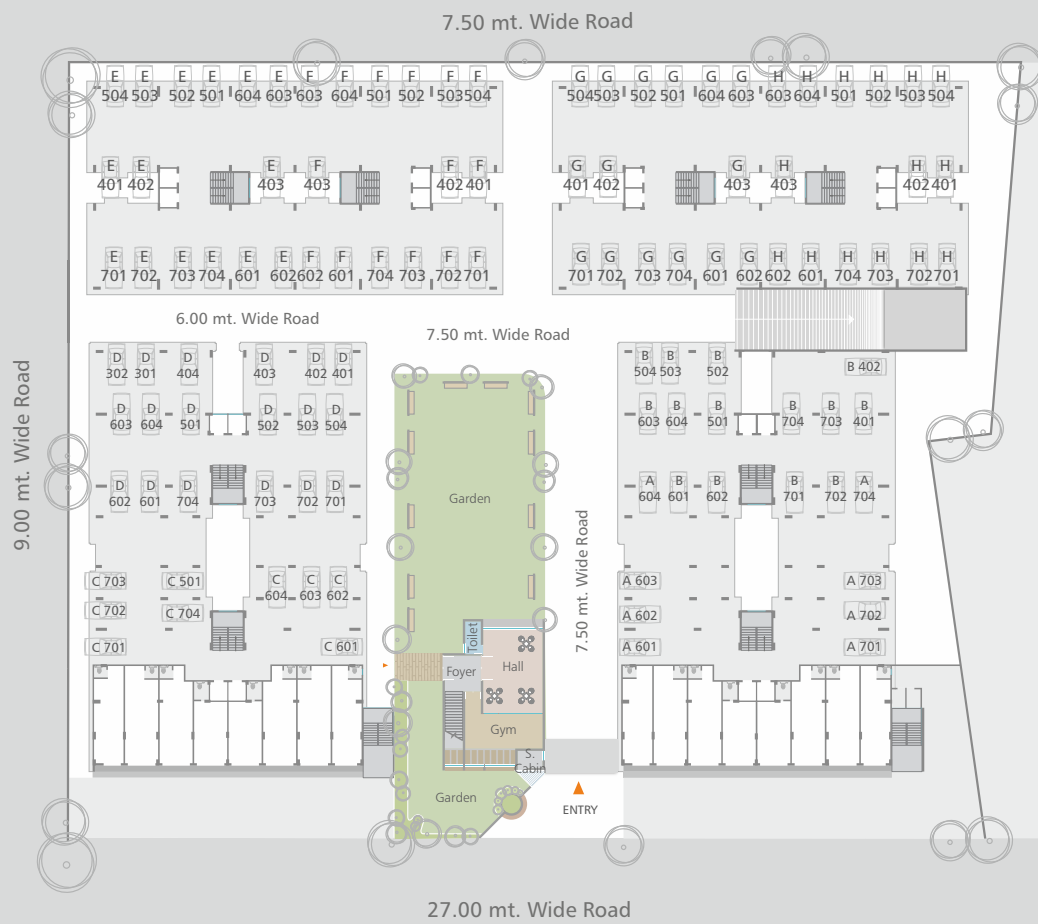 7.50 mt. Wide Road
E 504 E 503 E 502 E 501 E 604 E 603 F 603 F 604 F 501 F 502 F 503 F 504
G 504 G 503 G 502 G 501 G 604 G 603 H 603 H 604 H 501 H 502 H 503 H 504
E 401 E 402 E 403 F 403 F 402 F 401
G 401 G 402 G 403 H 403 H 402 H 401
E 701 E 702 E 703 E 704 E 601 E 602 F 602 F 601 F 704 F 703 F 702 F 701
G 701 G 702 G 703 G 704 G 601 G 602 H 602 H 601 H 704 H 703 H 702 H 701
6.00 mt. Wide Road
7.50 mt. Wide Road
9.00 mt. Wide Road
D 302 D 301 D 404 D 403 D 402 D 401
D 603 D 604 D 501 D 502 D 503 D 504
D 602 D 601 D 704 D 703 D 702 D 701
C 703 C 501 C 604 C 603 C 602
C 702 C 704
C 701 C 601
Garden
7.50 mt. Wide Road
Toilet
Foyer
Hall
Gym
S.
Cabin
Garden
ENTRY
B 504 B 503 B 502 B 402
B 603 B 604 B 501 B 704 B 703 B 401
A 604 B 601 B 602 B 701 B 702 A 704
A 603 A 703
A 602 A 702
A 601 A 701
27.00 mt. Wide Road